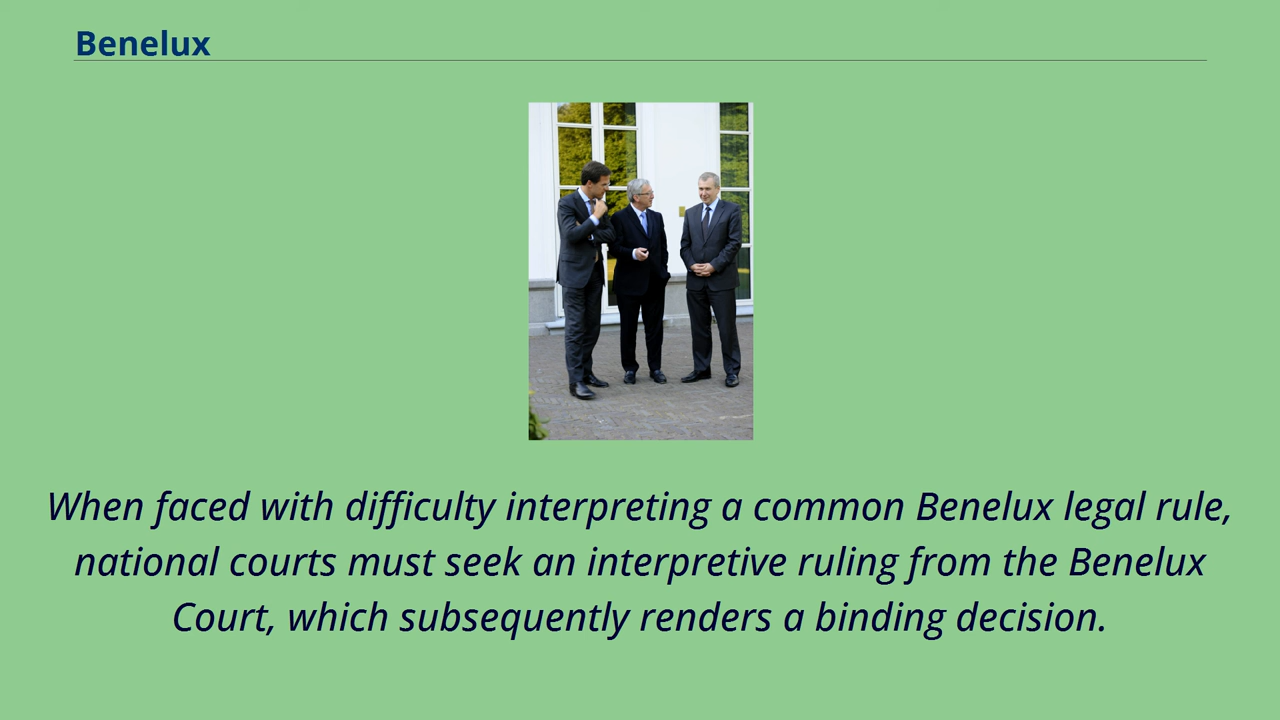 Benelux
When faced with difficulty interpreting a common Benelux legal rule,
national courts must seek an interpretive ruling from the Benelux
Court, which subsequently renders a binding decision.